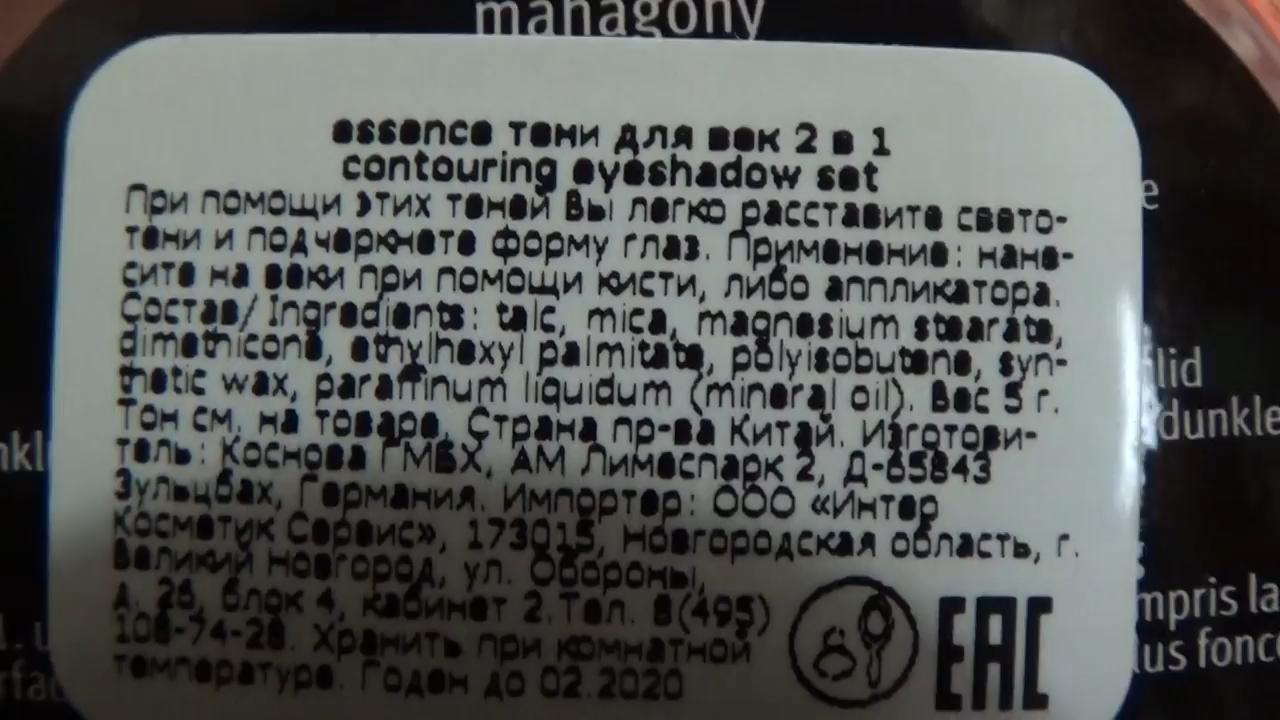 mahagony
essence тени для век 2 в 1
contouring eyeshadow set
При помощи этих теней Вы легко расставите свето-
тени и подчеркнете форму глаз. Применение: нане-
сите на веки при помощи кисти, либо аппликатора.
Состав/ Ingredients: talc, mica, magnesium stearate,
dimethicone, ethylhexyl palmitate, polyisobutene, syn-
thetic wax, paraffinum liquidum (mineral oil). Вес 5 г.
Тон см. на товаре. Страна пр-ва Китай. Изготови-
тель: Коснова ГМБХ, АМ Лимеспарк 2, Д-65843
Зульцбах, Германия. Импортер: ООО «Интер
Косметик Сервис», 173015, Новгородская область, г.
Великий Новгород, ул. Обороны,
д. 26, блок 4, кабинет 2. Тел. 8(495)
-74-28. Хранить при комнатной
температуре. Годен до 02.2020
EAC
lid
dunkle
mpris la
us fonc